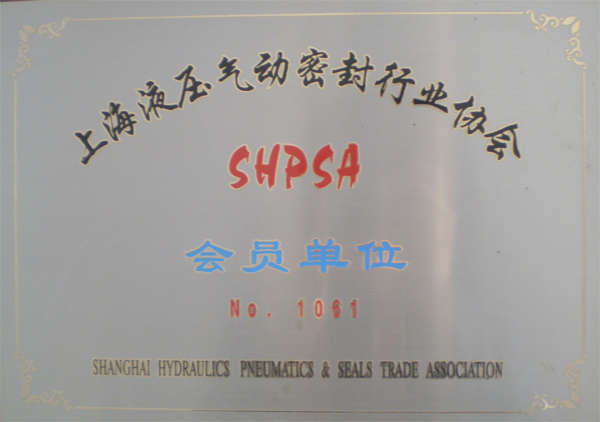 上海液压气动密封行业协会
SHPSA
会员单位
No. 1061
SHANGHAI HYDRAULICS PNEUMATICS & SEALS TRADE ASSOCIATION